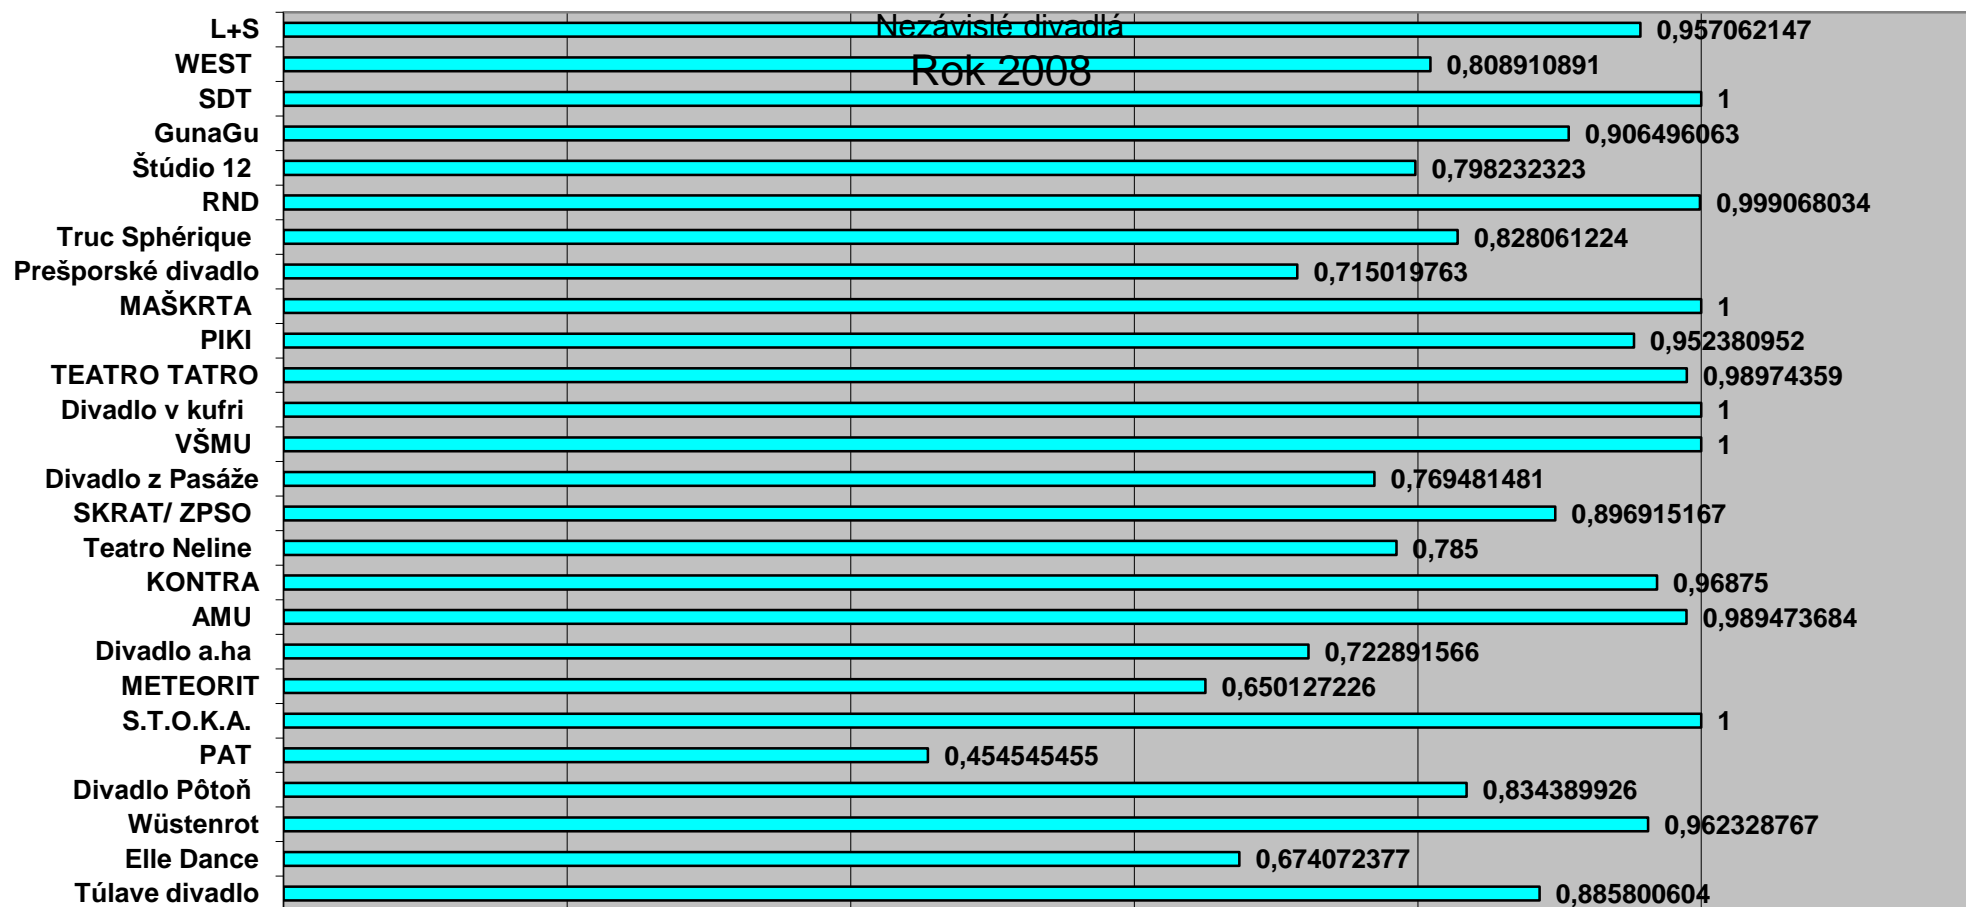 Nezávislé divadlá
Rok 2008
L+S 0,957062147
WEST 0,808910891
SDT 1
GunaGu 0,906496063
Štúdio 12 0,798232323
RND 0,999068034
Truc Sphérique 0,828061224
Prešporské divadlo 0,715019763
MAŠKRTA 1
PIKI 0,952380952
TEATRO TATRO 0,98974359
Divadlo v kufri 1
VŠMU 1
Divadlo z Pasáže 0,769481481
SKRAT/ ZPSO 0,896915167
Teatro Neline 0,785
KONTRA 0,96875
AMU 0,989473684
Divadlo a.ha 0,722891566
METEORIT 0,650127226
S.T.O.K.A. 1
PAT 0,454545455
Divadlo Pôtoň 0,834389926
Wüstenrot 0,962328767
Elle Dance 0,674072377
Túlave divadlo 0,885800604